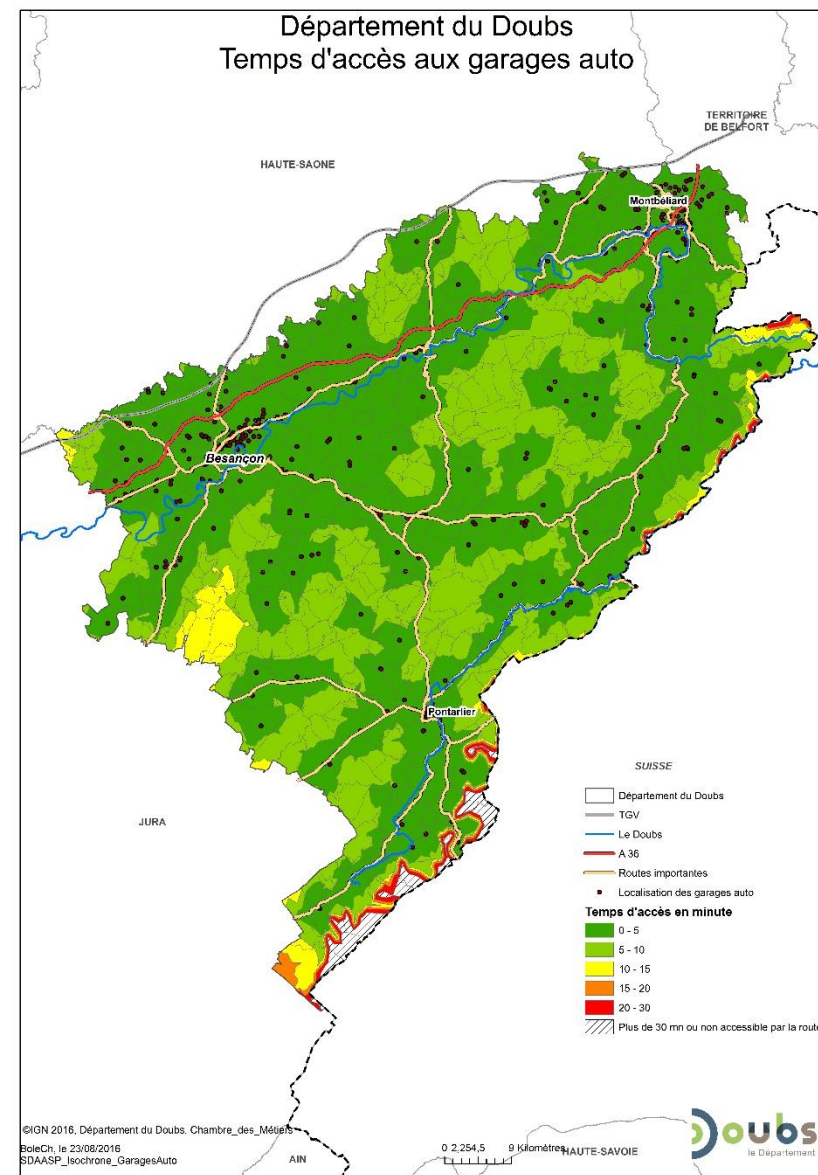 Département du Doubs
Temps d'accès aux garages auto
TERRITOIRE
DE BELFORT
HAUTE-SAONE
Montbéliard
Besançon
Pontarlier
SUISSE
JURA
Département du Doubs
TGV
Le Doubs
A 36
Routes importantes
Localisation des garages auto
Temps d'accès en minute
0 - 5
5 - 10
10 - 15
15 - 20
20 - 30
Plus de 30 mn ou non accessible par la route
©IGN 2016, Département du Doubs. Chambre_des_Métiers
BoleCh, le 23/08/2016
SDAASP_Isochrone_GaragesAuto
AIN
0 2,254,5 9 Kilomètres
HAUTE-SAVOIE
Doubs
le Département